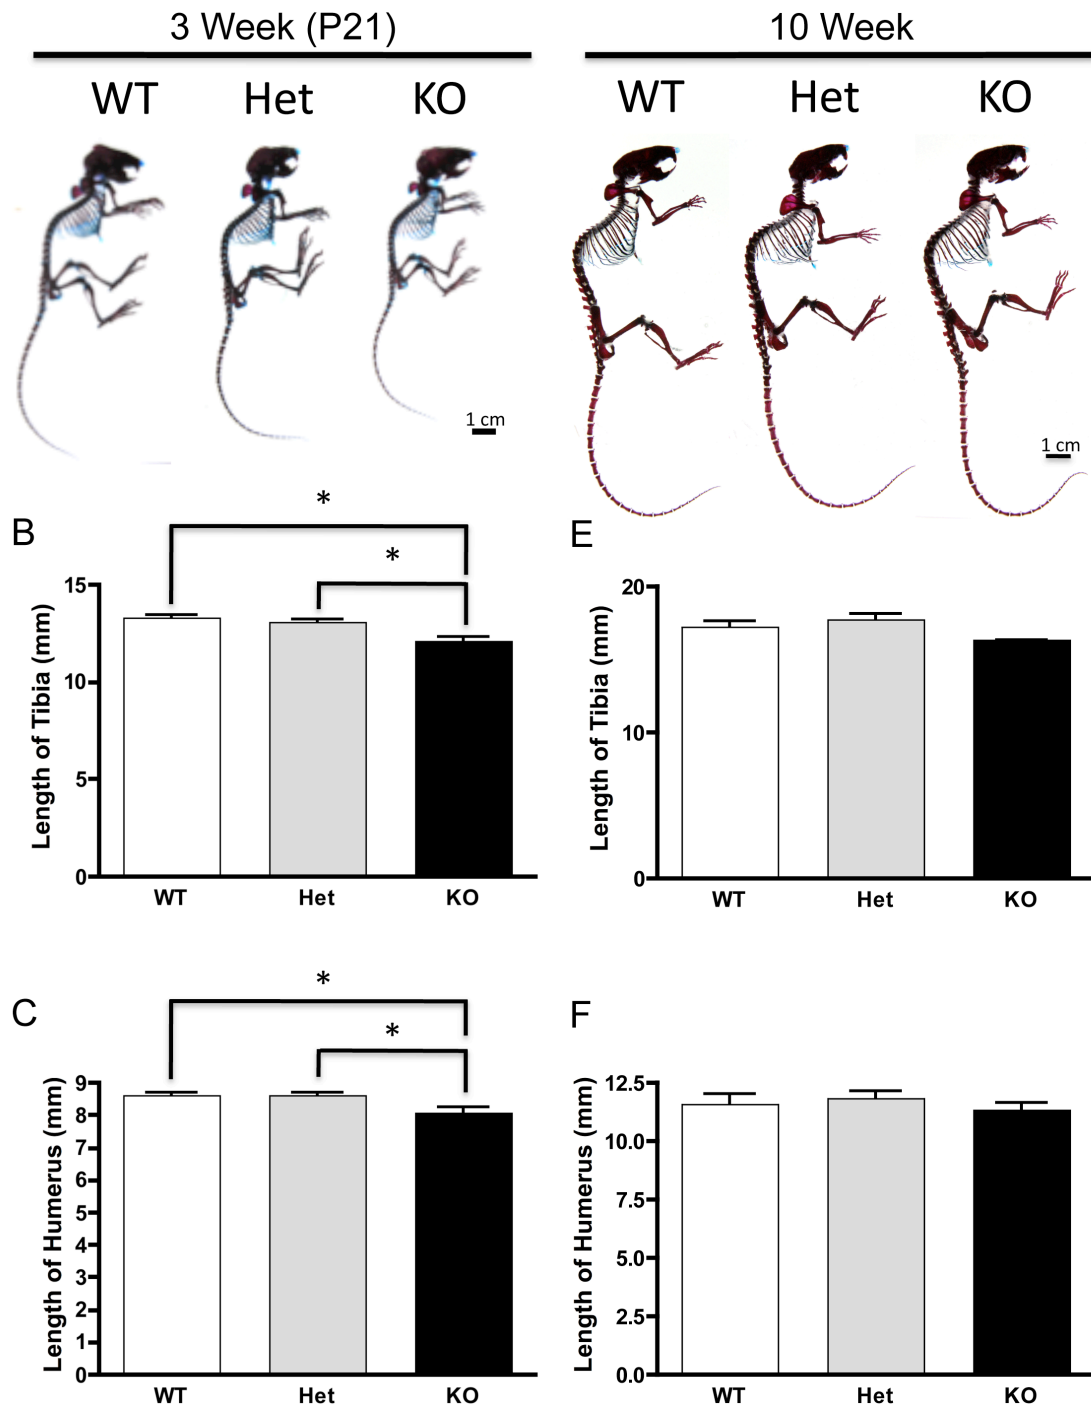 3 Week (P21)
10 Week
WT Het KO
WT Het KO
1 cm
1 cm
B
*
*
15
10
5
0
Length of Tibia (mm)
WT Het KO
E
20
10
0
Length of Tibia (mm)
WT Het KO
C
*
*
9
8
7
6
5
4
3
2
1
0
Length of Humerus (mm)
WT Het KO
F
12.5
10.0
7.5
5.0
2.5
0.0
Length of Humerus (mm)
WT Het KO